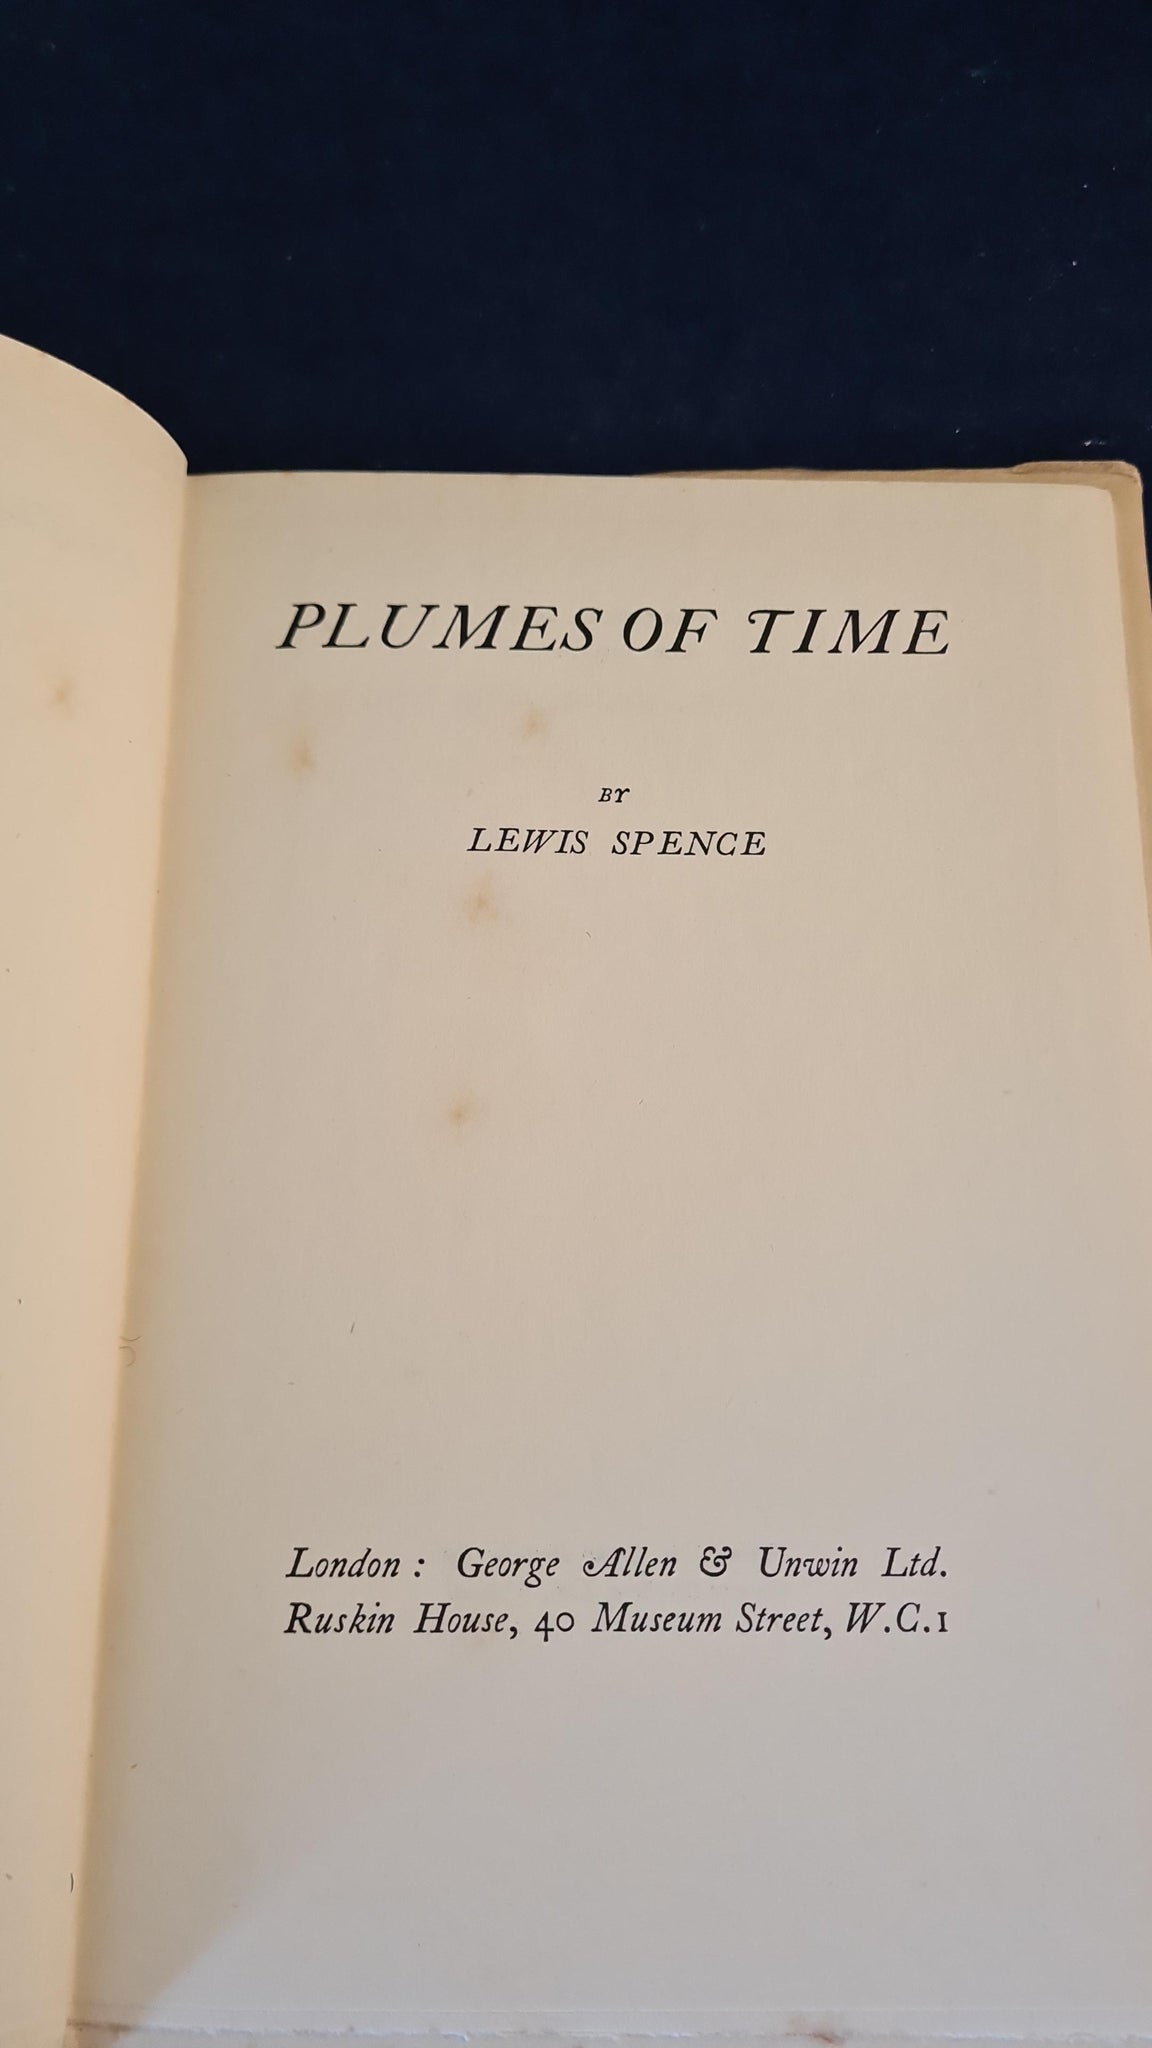 PLUMES OF TIME
BY
LEWIS SPENCE
London: George Allen & Unwin Ltd.
Ruskin House, 40 Museum Street, W.C.1